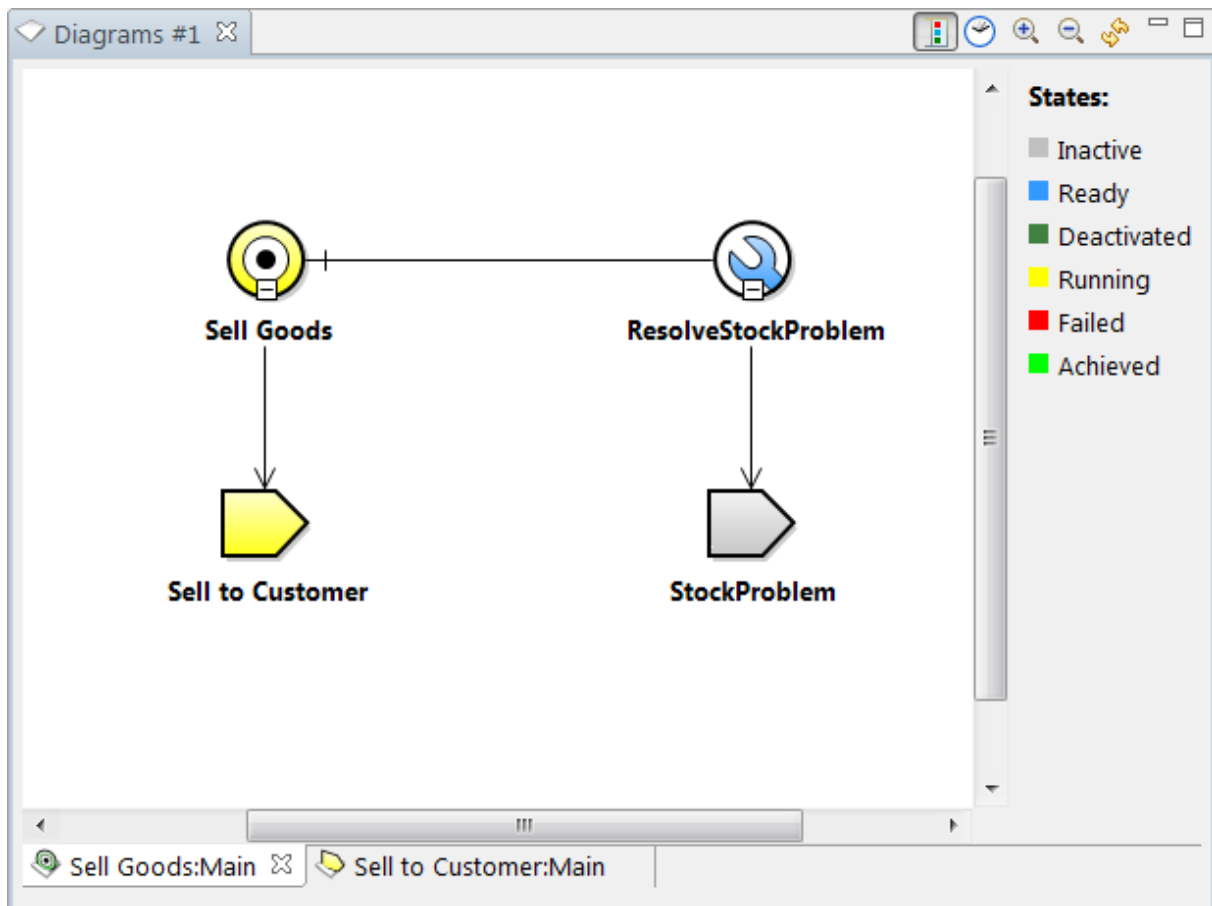 Diagrams #1
States:
Inactive
Ready
Deactivated
Running
Failed
Achieved
Sell Goods
ResolveStockProblem
Sell to Customer
StockProblem
Sell Goods:Main
Sell to Customer:Main